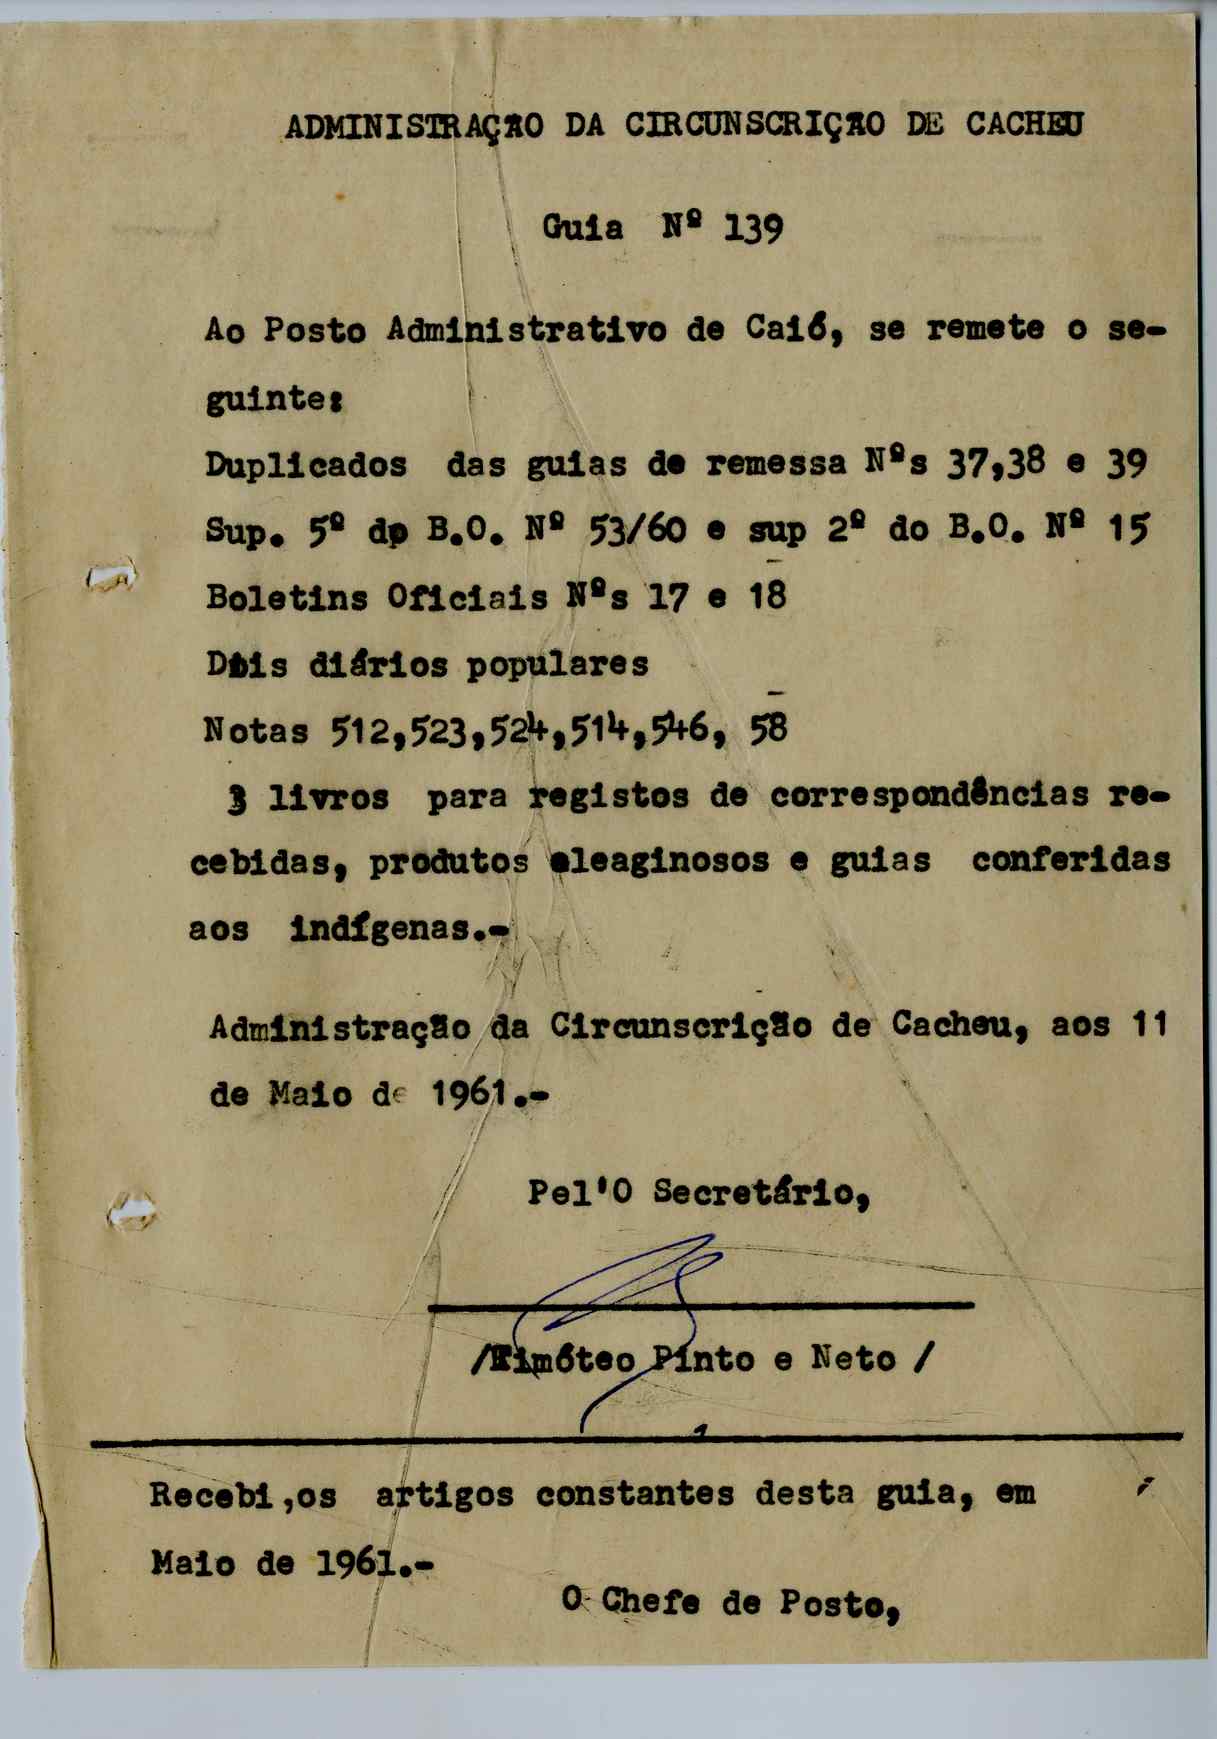 ADMINISTRAÇÃO DA CIRCUNSCRIÇÃO DE CACHEU
Guia Nº 139
Ao Posto Administrativo de Caió, se remete o se-
guinte:
Duplicados das guias de remessa Nºs 37,38 e 39
Sup. 5º do B.O. Nº 53/60 e sup 2º do B.O. Nº 15
Boletins Oficiais Nºs 17 e 18
Dois diários populares
Notas 512,523,524,514,546, 58
3 livros para registos de correspondências re-
cebidas, produtos oleaginosos e guias conferidas
aos indígenas.-
Administração da Circunscrição de Cacheu, aos 11
de Maio de 1961.-
Pel'O Secretário,
/Timóteo Pinto e Neto /
Recebi,os artigos constantes desta guia, em
Maio de 1961.-
O Chefe de Posto,